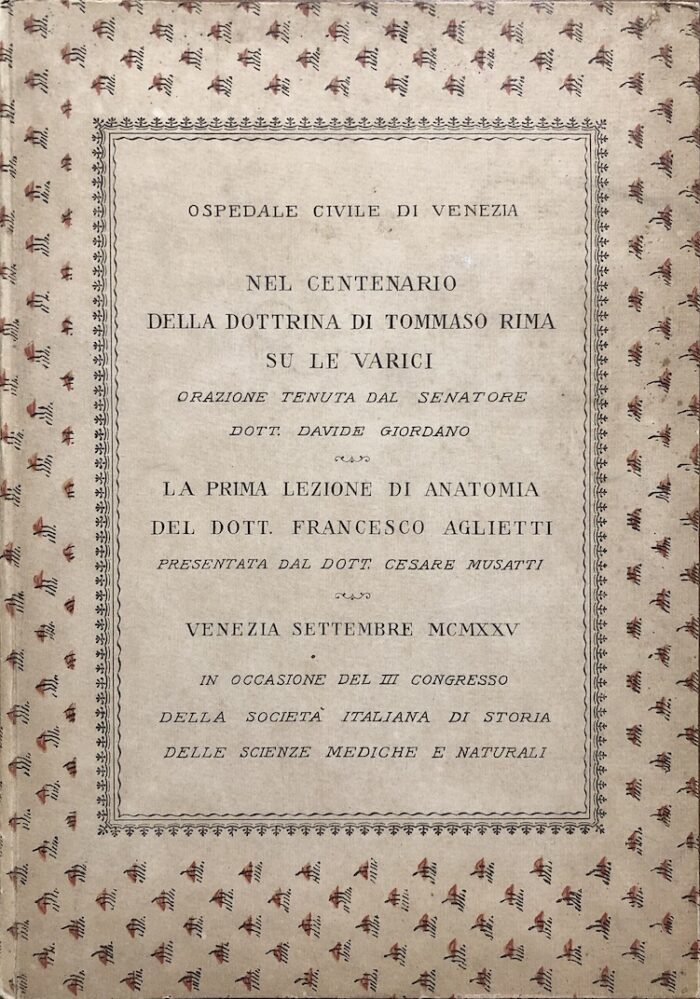 OSPEDALE CIVILE DI VENEZIA
NEL CENTENARIO
DELLA DOTTRINA DI TOMMASO RIMA
SU LE VARICI
ORAZIONE TENUTA DAL SENATORE
DOTT. DAVIDE GIORDANO
LA PRIMA LEZIONE DI ANATOMIA
DEL DOTT. FRANCESCO AGLIETTI
PRESENTATA DAL DOTT. CESARE MUSATTI
VENEZIA SETTEMBRE MCMXXV
IN OCCASIONE DEL III CONGRESSO
DELLA SOCIETÀ ITALIANA DI STORIA
DELLE SCIENZE MEDICHE E NATURALI